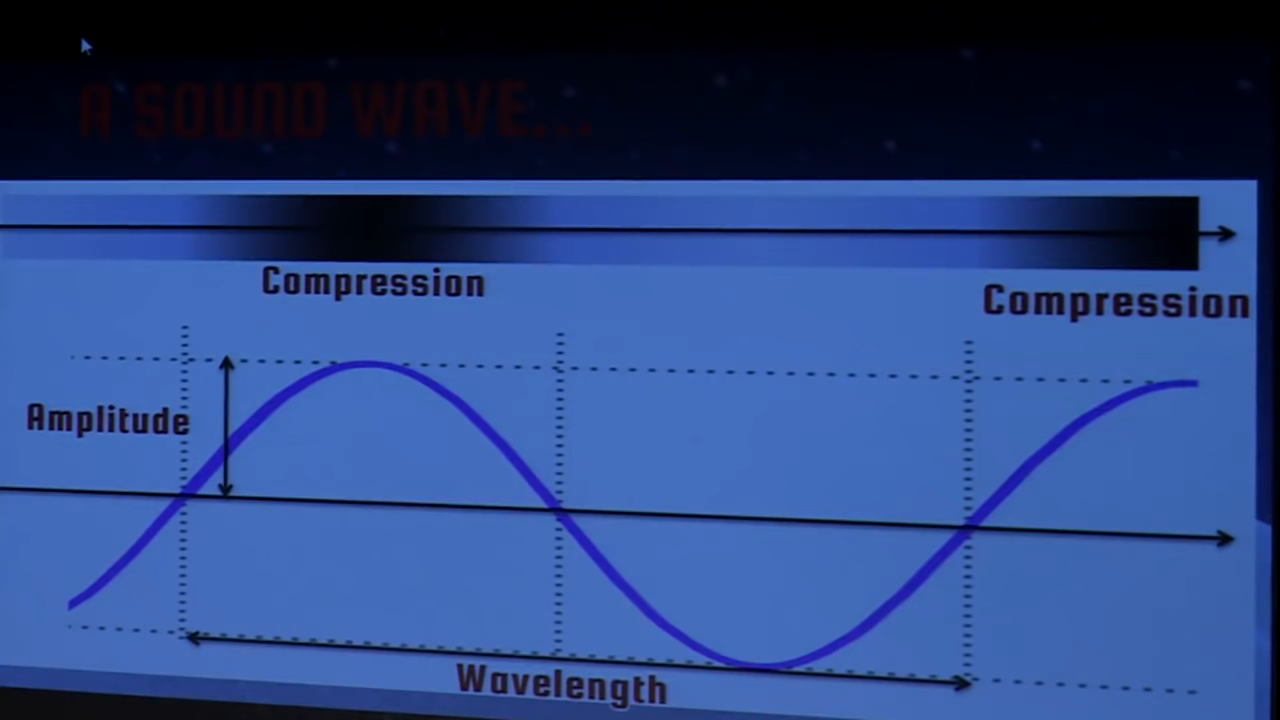 A SOUND WAVE...
Compression
Compression
Amplitude
Wavelength